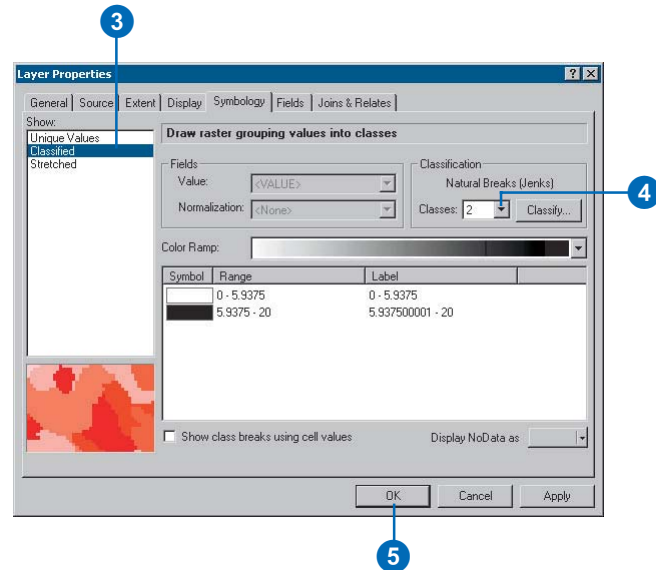 3
Layer Properties
? ×
General Source Extent Display Symbology Fields Joins & Relates
Show:
Unique Values
Classified
Stretched
Draw raster grouping values into classes
Fields
Value: <VALUE>
Normalization: <None>
Classification
Natural Breaks (Jenks)
Classes: 2 Classify...
4
Color Ramp:
Symbol Range Label
0 - 5.9375 0 - 5.9375
5.9375 - 20 5.937500001 - 20
Show class breaks using cell values Display NoData as
OK Cancel Apply
5